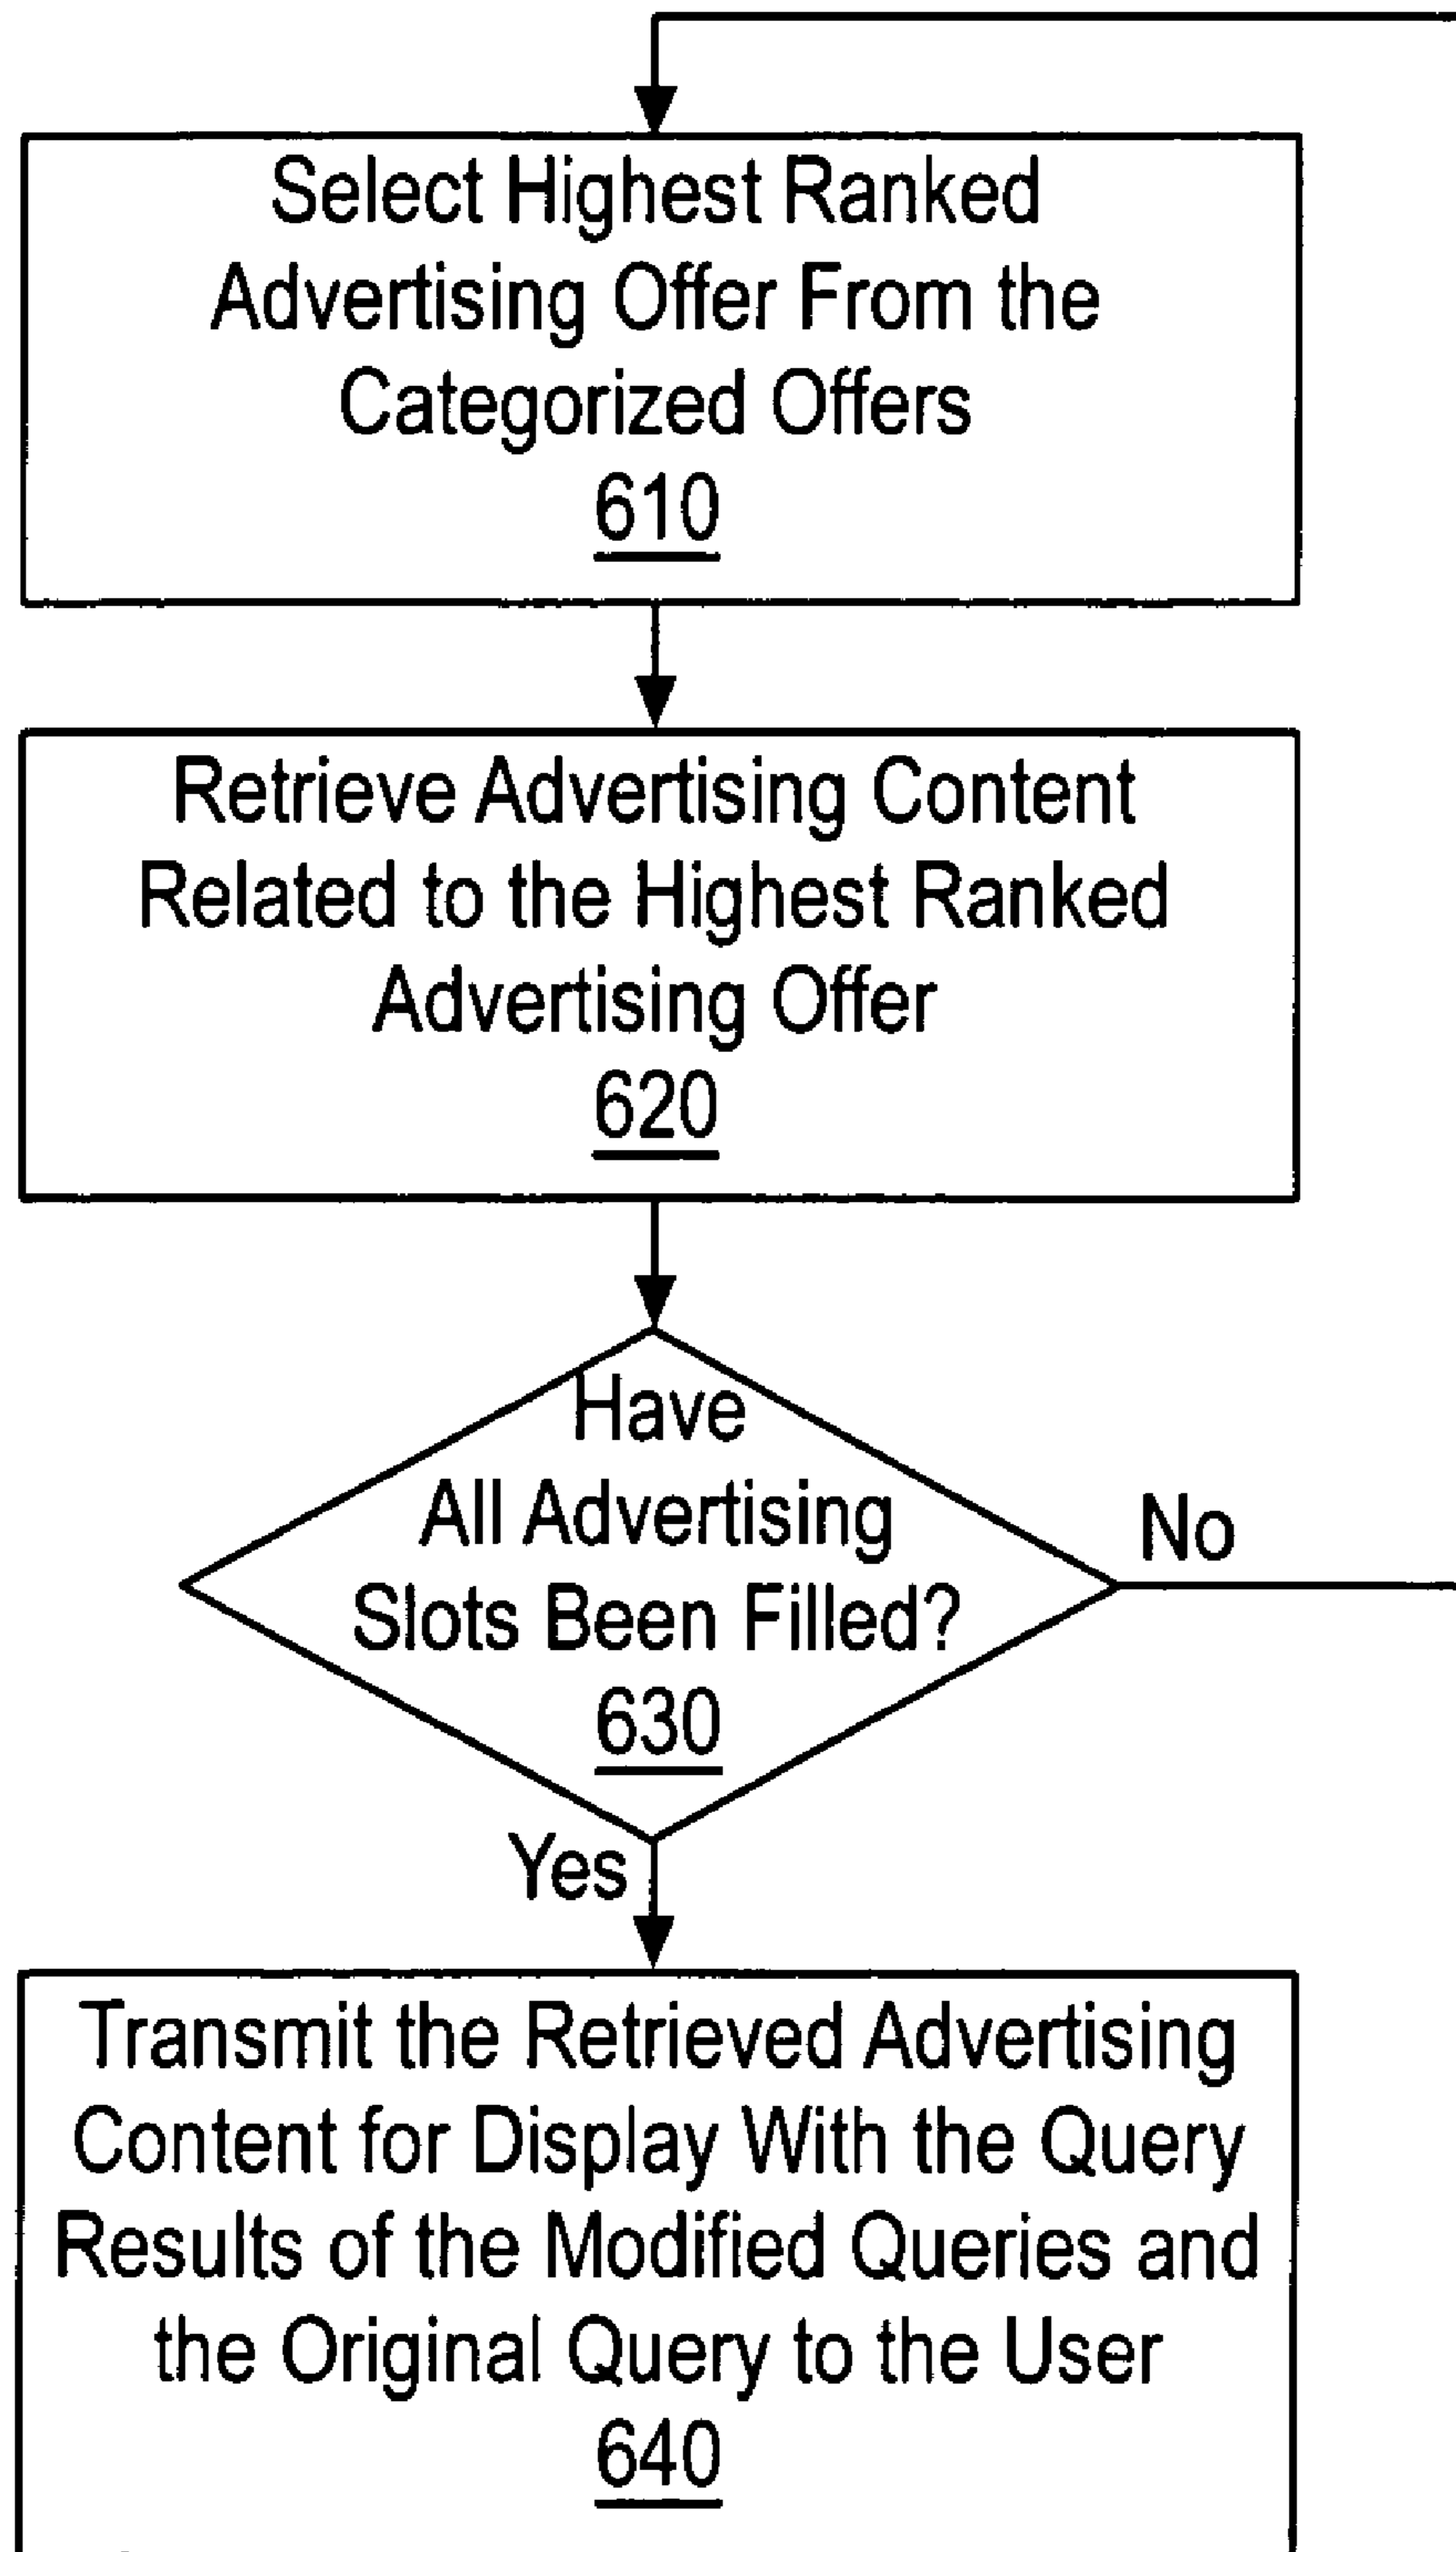 Select Highest Ranked
Advertising Offer From the
Categorized Offers
610
Retrieve Advertising Content
Related to the Highest Ranked
Advertising Offer
620
Have
All Advertising
Slots Been Filled?
630
No
Yes
Transmit the Retrieved Advertising
Content for Display With the Query
Results of the Modified Queries and
the Original Query to the User
640